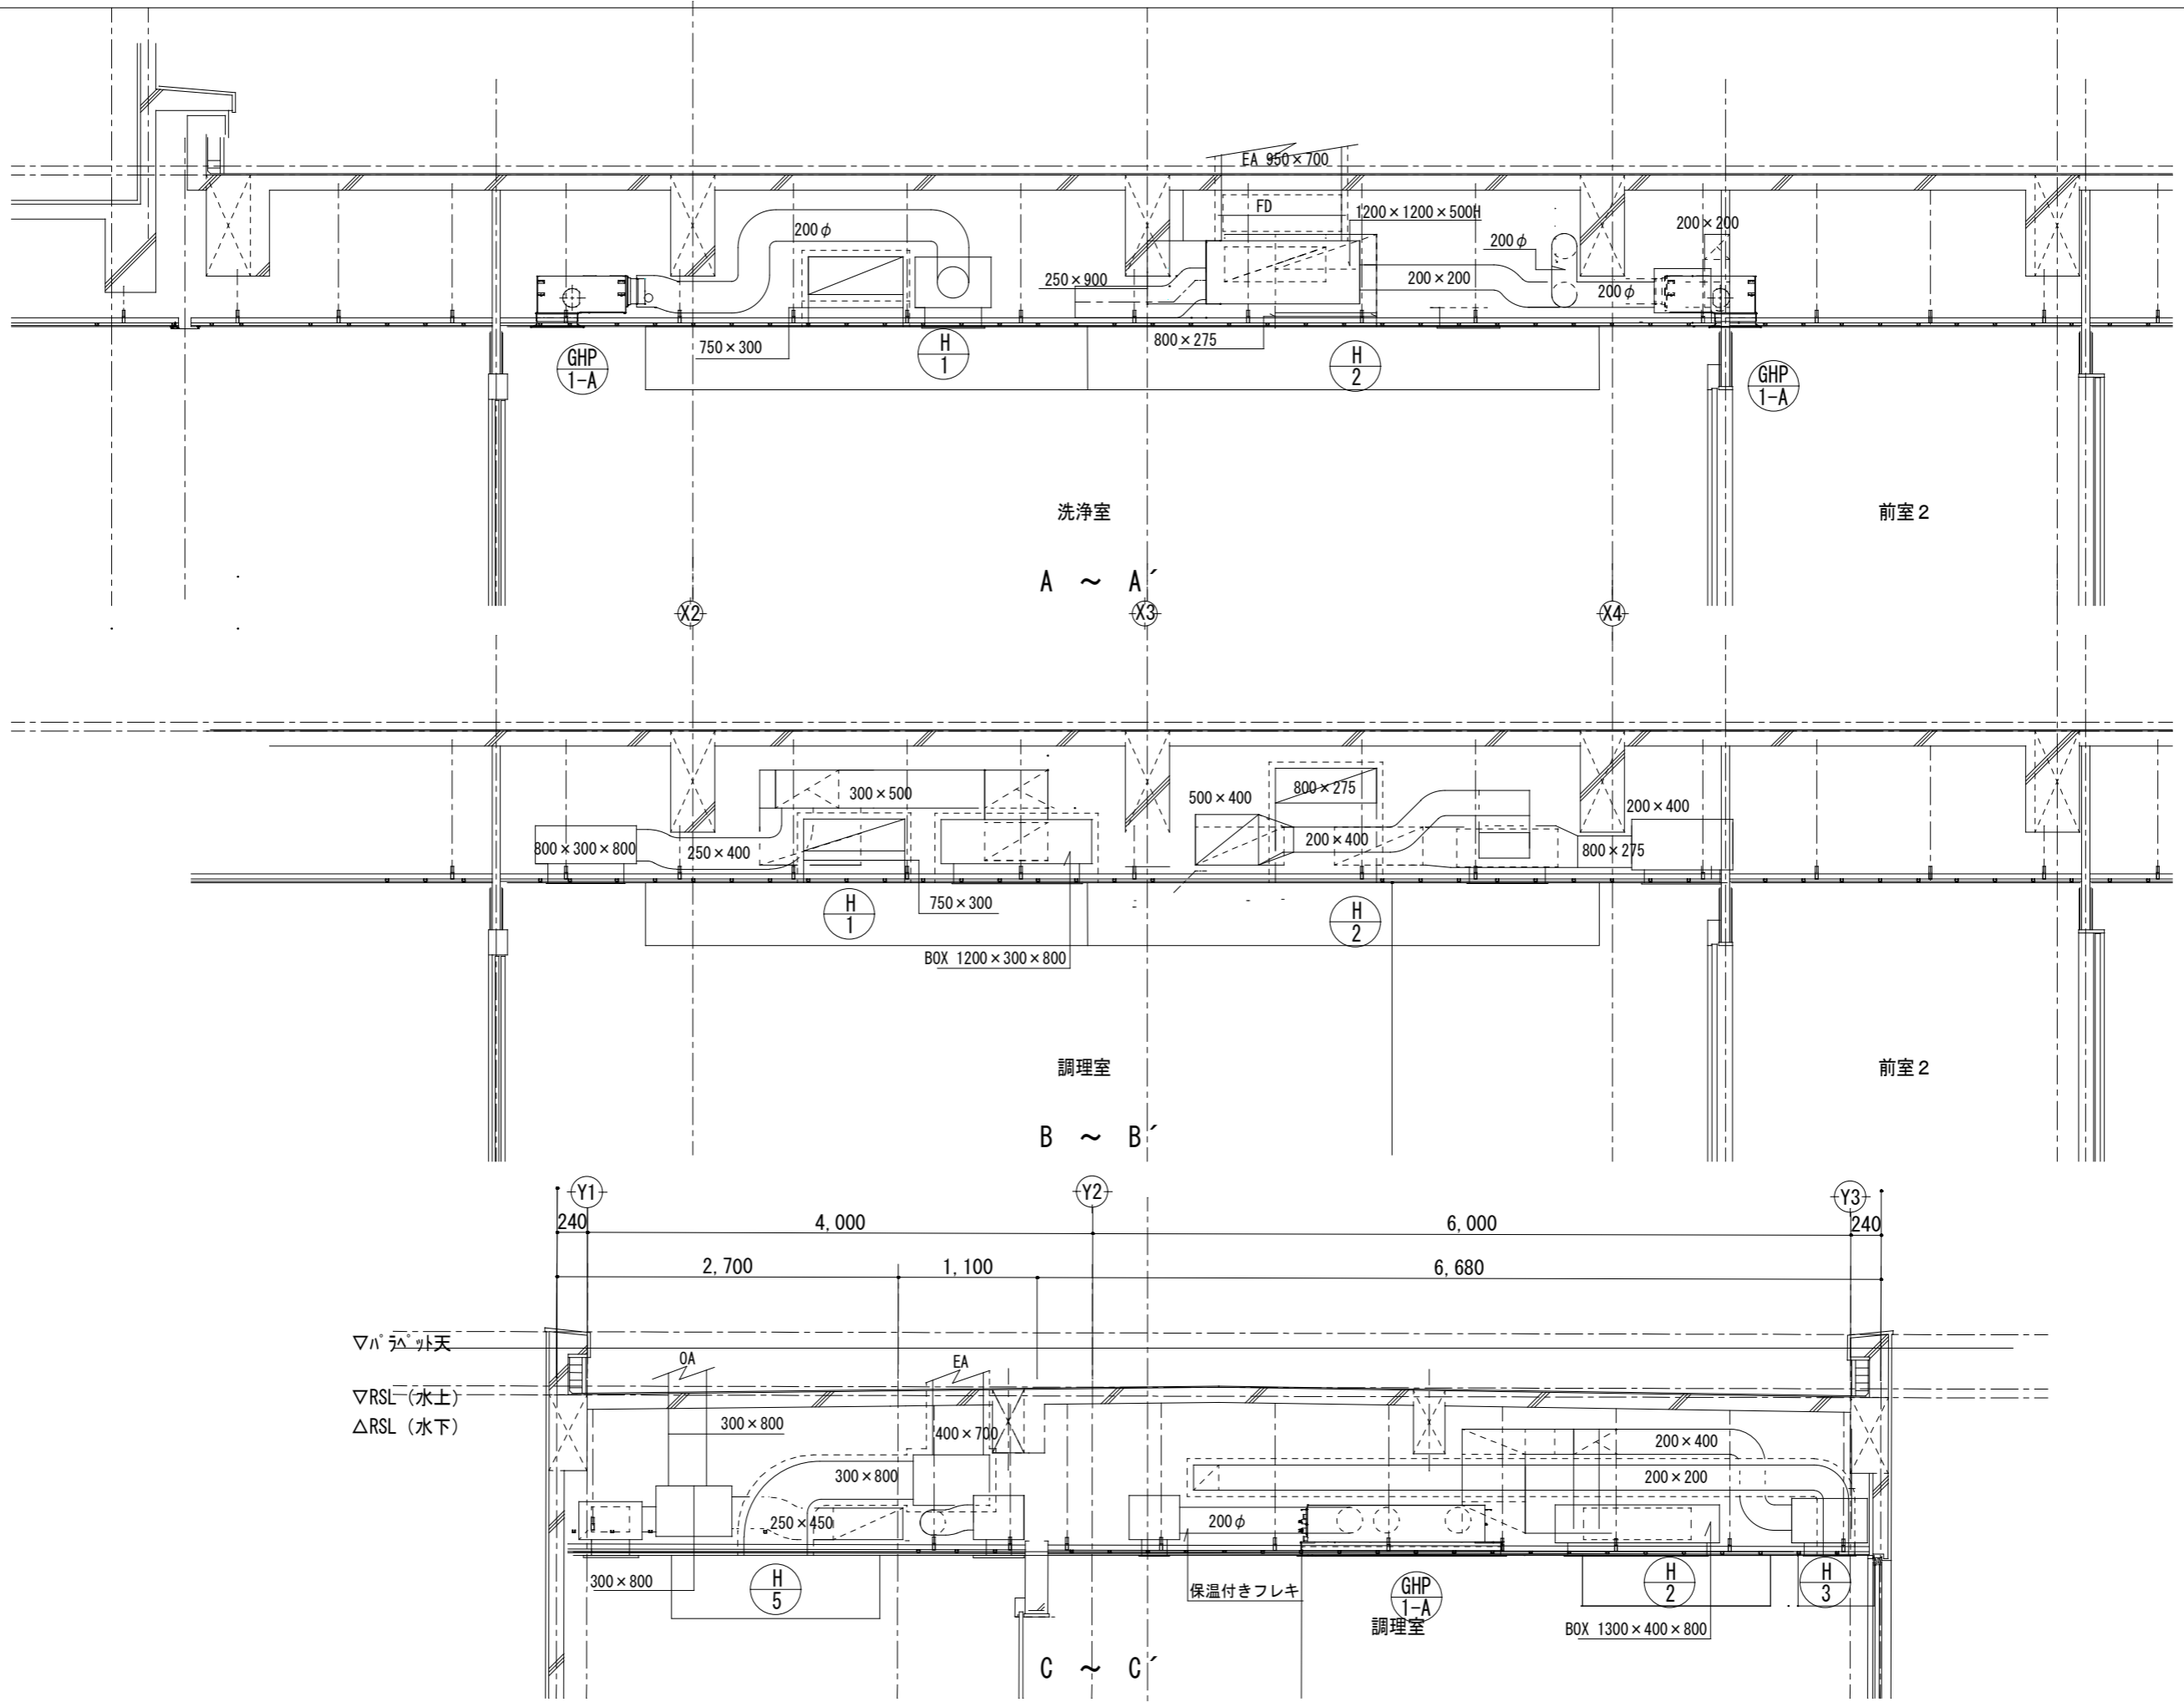 EA 950×700
FD
1200×1200×500H
200×200
200φ
200φ
250×900
200×200
200φ
750×300
GHP
1-A
H
1
800×275
H
2
GHP
1-A
洗浄室
前室2
A ～ A´
X2
X3
X4
300×500
500×400
800×275
200×400
800×300×800
250×400
200×400
800×275
H
1
750×300
H
2
BOX 1200×300×800
調理室
前室2
B ～ B´
Y1
Y2
Y3
240
4,000
6,000
240
2,700
1,100
6,680
▽パラペット天
OA
EA
▽RSL（水上）
△RSL（水下）
300×800
400×700
200×400
300×800
200×200
250×450
200φ
300×800
H
5
保温付きフレキ
GHP
1-A
調理室
H
2
H
3
BOX 1300×400×800
C ～ C´